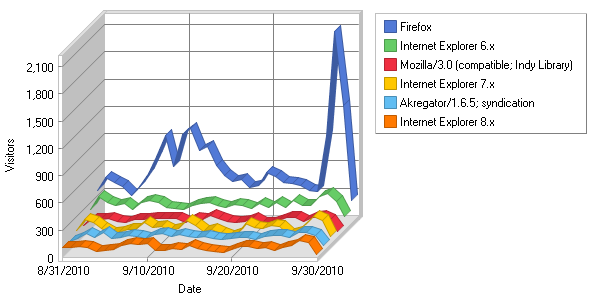 Firefox
Internet Explorer 6.x
Mozilla/3.0 (compatible; Indy Library)
Internet Explorer 7.x
Akregator/1.6.5; syndication
Internet Explorer 8.x
Visitors
2,100
1,800
1,500
1,200
900
600
300
0
8/31/2010 9/10/2010 9/20/2010 9/30/2010
Date